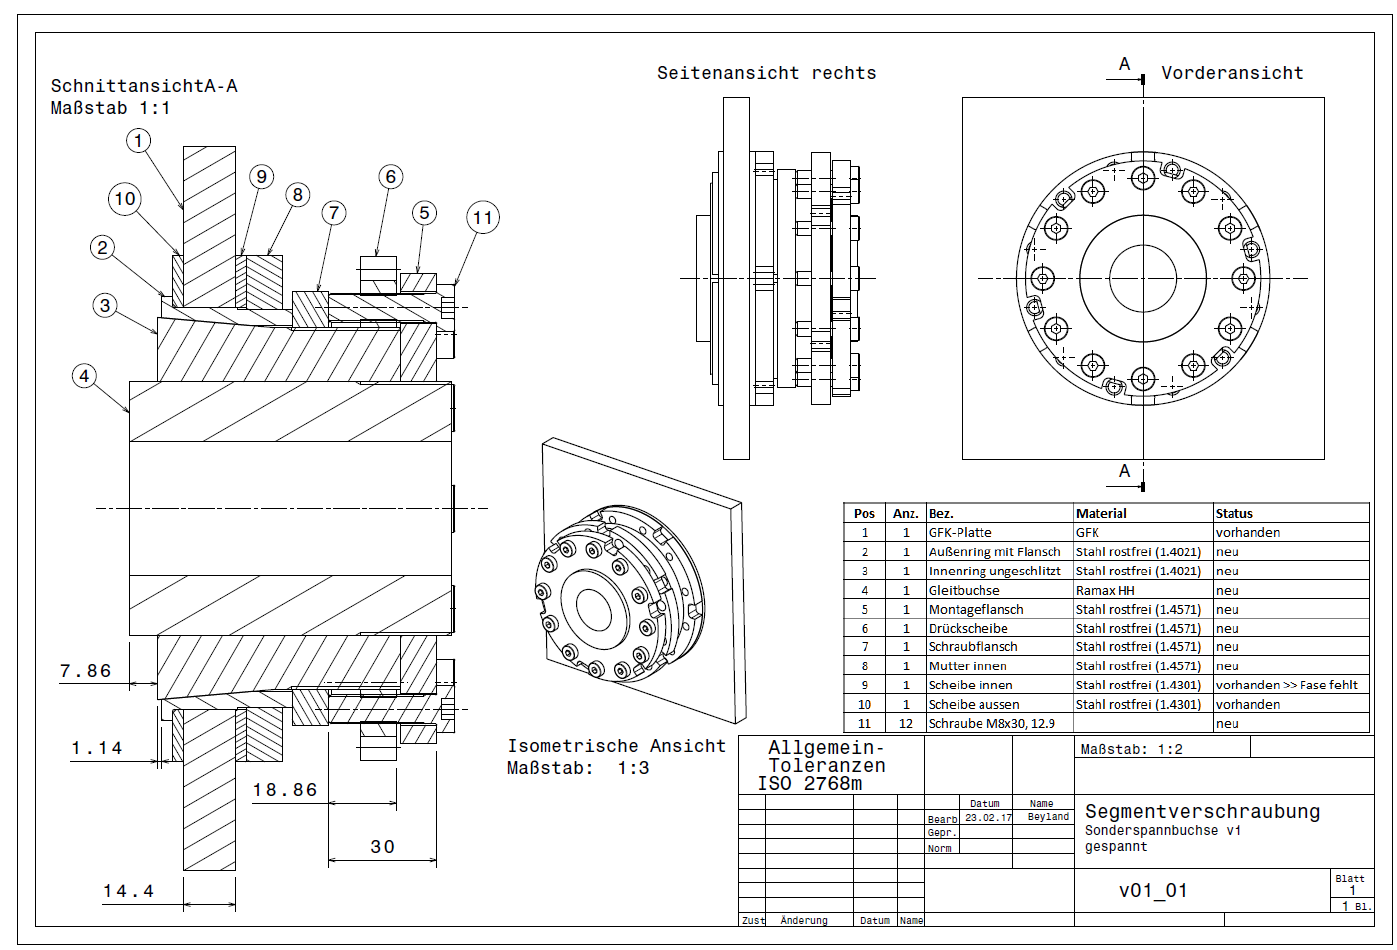 SchnittansichtA-A
Maßstab 1:1
Seitenansicht rechts
A
Vorderansicht
1
10
9
8
7
6
5
11
2
3
4
7.86
1.14
18.86
30
14.4
A
Isometrische Ansicht
Maßstab: 1:3
Pos Anz. Bez. Material Status
1 1 GFK-Platte GFK vorhanden
2 1 Außenring mit Flansch Stahl rostfrei (1.4021) neu
3 1 Innenring ungeschlitzt Stahl rostfrei (1.4021) neu
4 1 Gleitbuchse Ramax HH neu
5 1 Montageflansch Stahl rostfrei (1.4571) neu
6 1 Drückscheibe Stahl rostfrei (1.4571) neu
7 1 Schraubflansch Stahl rostfrei (1.4571) neu
8 1 Mutter innen Stahl rostfrei (1.4571) neu
9 1 Scheibe innen Stahl rostfrei (1.4301) vorhanden >> Fase fehlt
10 1 Scheibe aussen Stahl rostfrei (1.4301) vorhanden
11 12 Schraube M8x30, 12.9 neu
Allgemein-
Toleranzen
ISO 2768m
Maßstab: 1:2
Datum Name
Bearb 23.02.17 Beyland
Gepr.
Norm
Segmentverschraubung
Sonderspannbuchse v1
gespannt
v01_01
Blatt
1
1 Bl.
Zust Änderung Datum Name